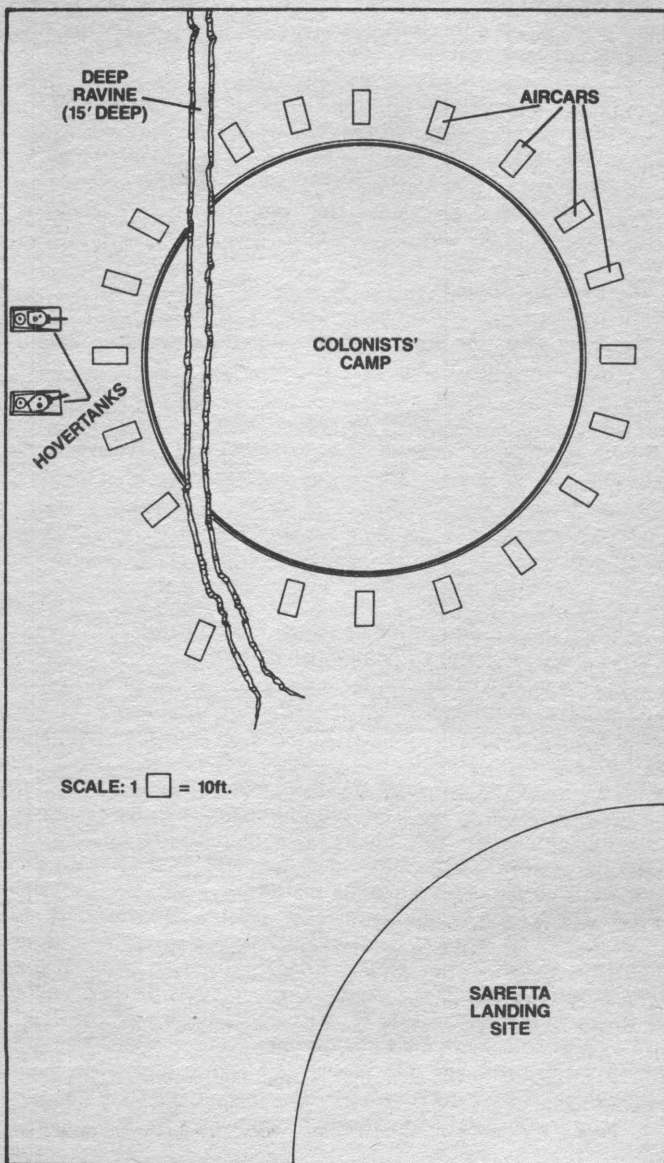 DEEP
RAVINE
(15' DEEP)
AIRCARS
COLONISTS'
CAMP
HOVERTANKS
SCALE: 1 □ = 10ft.
SARETTA
LANDING
SITE